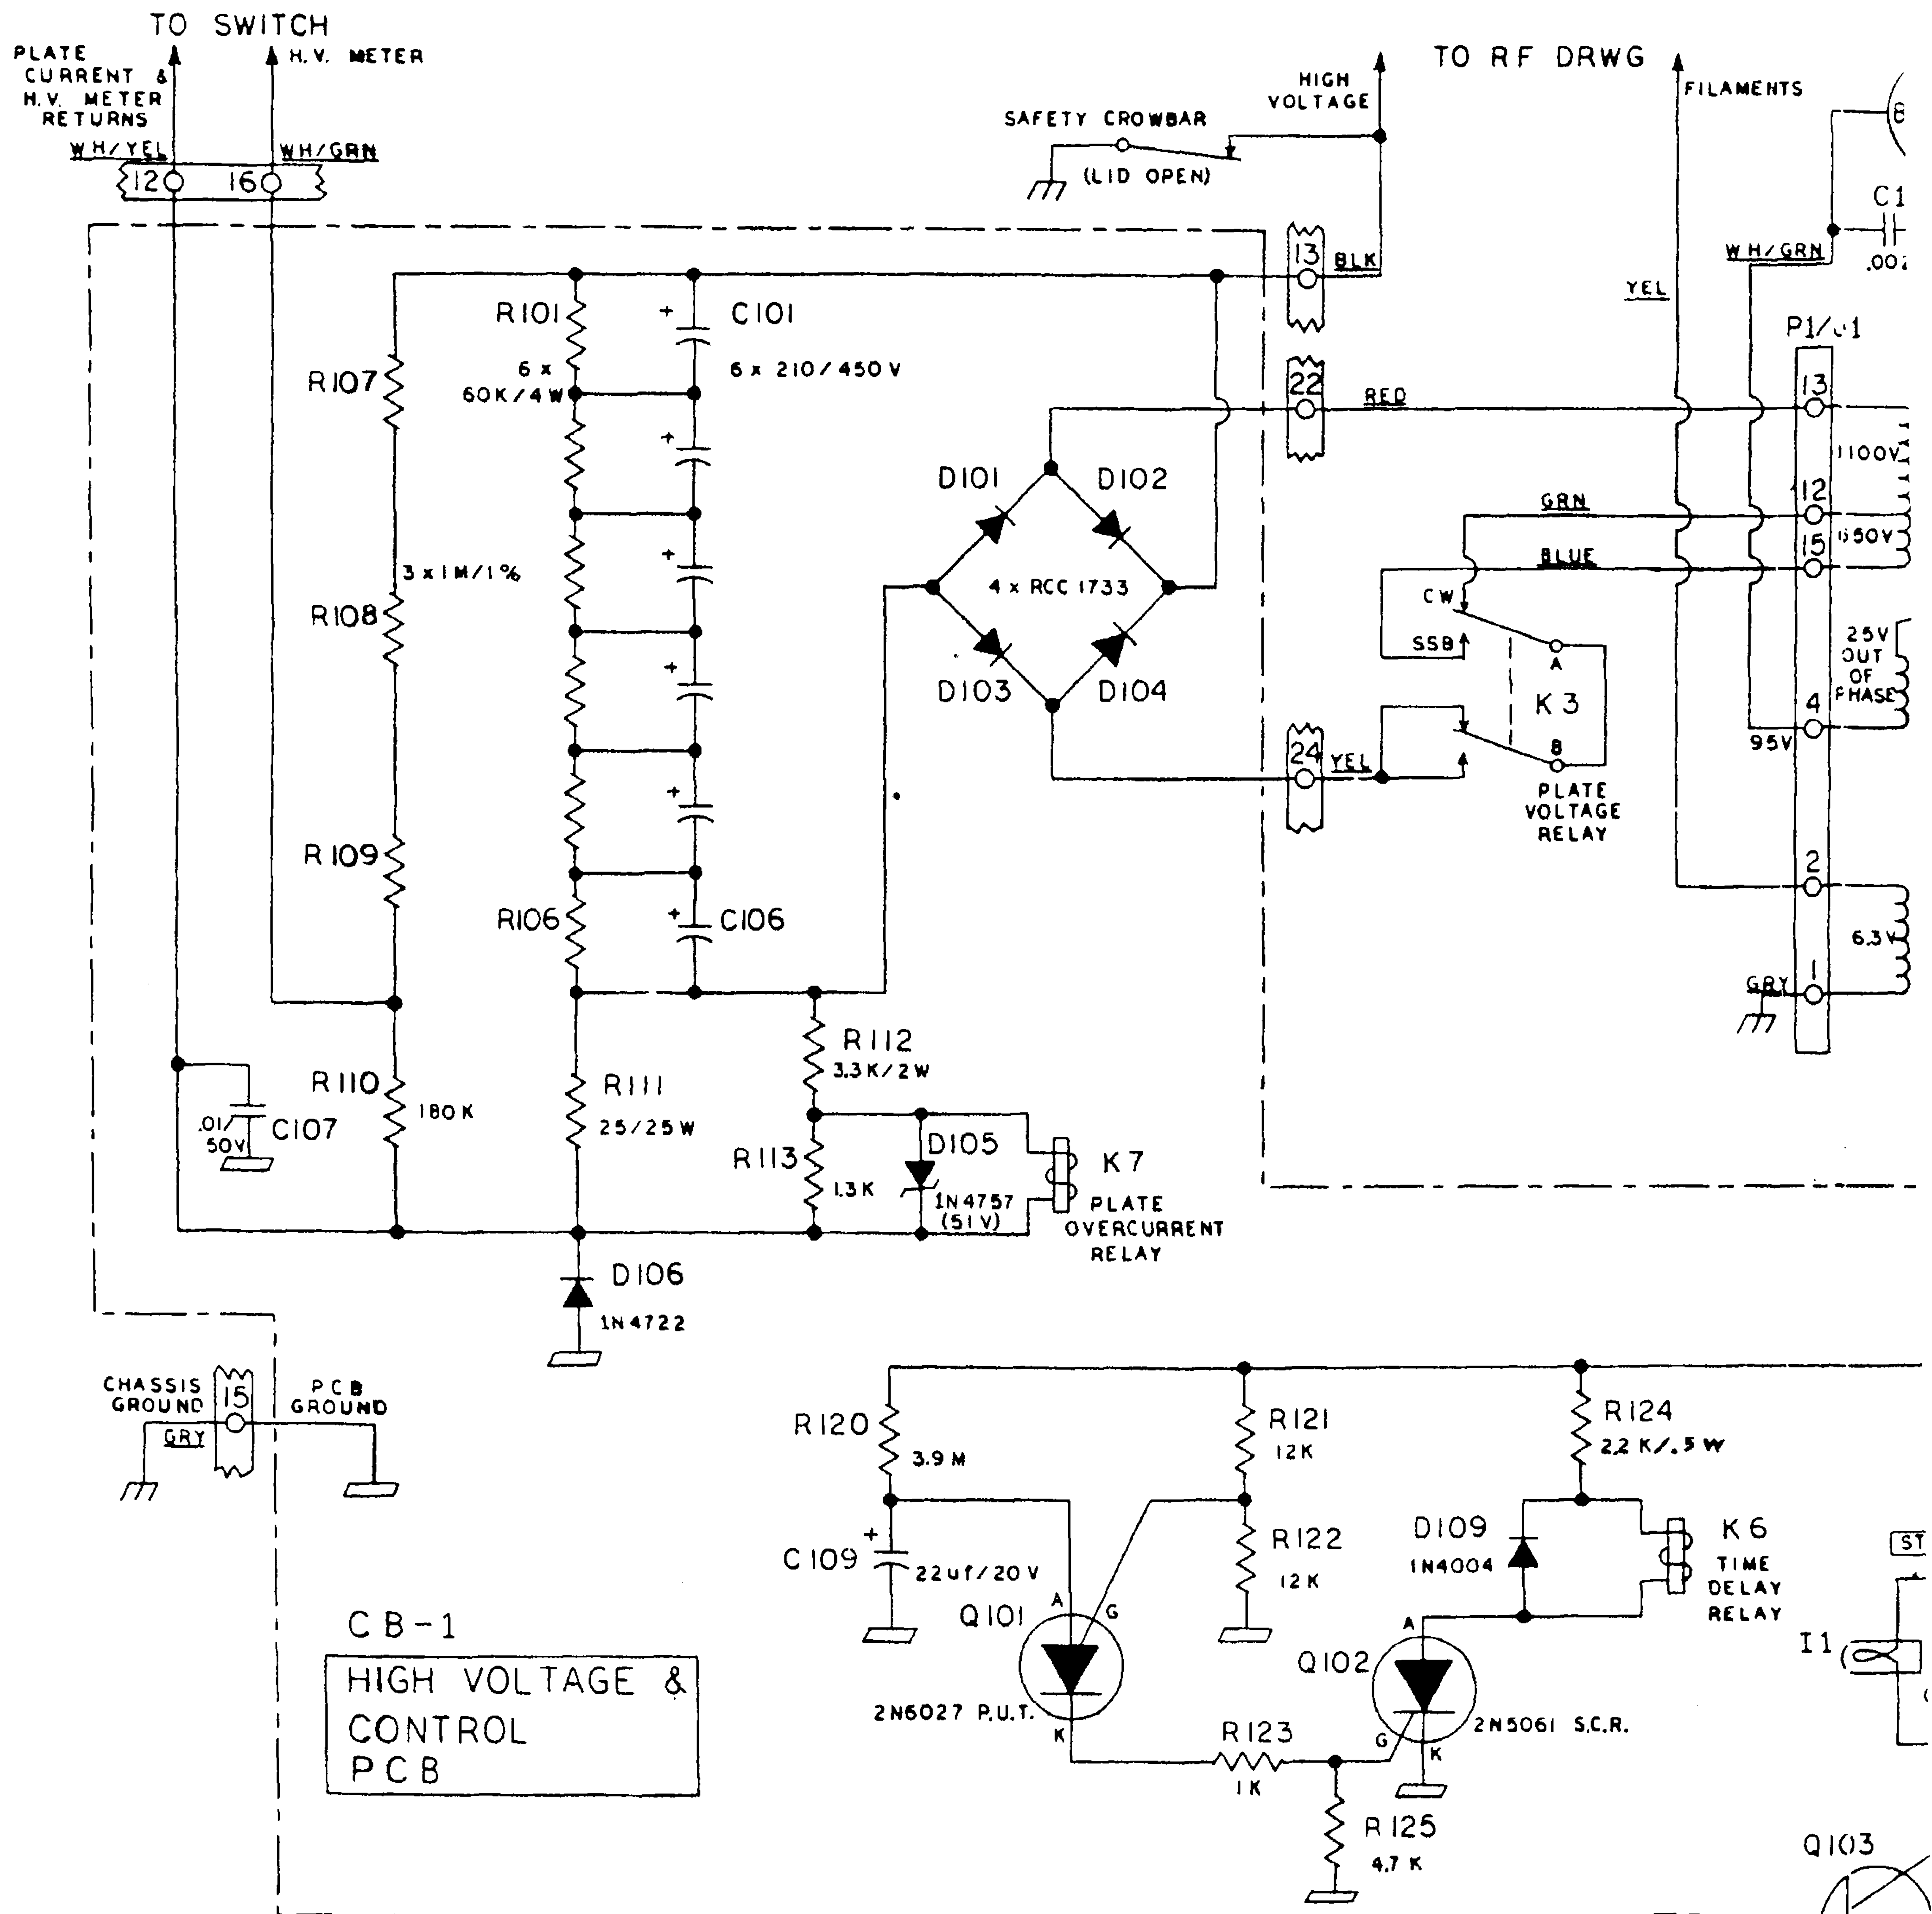 TO SWITCH
PLATE
CURRENT &
H.V. METER
RETURNS
H.V. METER
WH/YEL
WH/GRN
12
16
TO RF DRWG
HIGH
VOLTAGE
FILAMENTS
SAFETY CROWBAR
(LID OPEN)
13
BLK
WH/GRN
YEL
C1
R101
6 x
60K/4W
+
C101
6 x 210/450V
+
+
+
+
+
R107
3 x 1M/1%
R108
R109
R106
C106
22
RED
D101
D102
4 x RCC 1733
D103
D104
GRN
BLUE
CW
SSB
A
K3
B
PLATE
VOLTAGE
RELAY
24
YEL
13
1100V
12
15
650V
25V
OUT
OF
PHASE
4
95V
2
6.3V
1
GRY
R110
180K
.01/
50V
C107
R111
25/25W
R112
3.3K/2W
R113
1.3K
D105
1N4757
(51V)
K7
PLATE
OVERCURRENT
RELAY
D106
1N4722
CHASSIS
GROUND
15
GRY
PCB
GROUND
R120
3.9M
R121
12K
R124
2.2K/.5W
+
C109
22uf/20V
R122
12K
D109
1N4004
K6
TIME
DELAY
RELAY
ST
I1
A
G
Q101
2N6027 P.U.T.
K
A
Q102
G
K
2N5061 S.C.R.
R123
1K
R125
4.7K
Q103
CB-1
HIGH VOLTAGE &
CONTROL
PCB